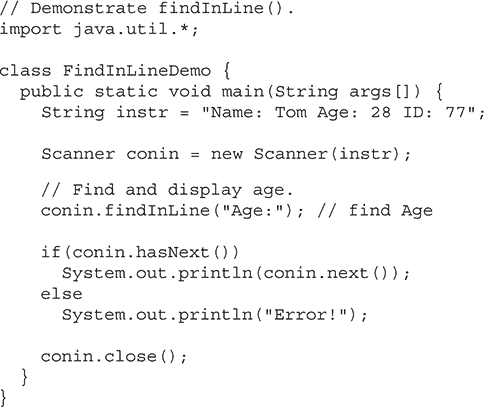 // Demonstrate findInLine().
import java.util.*;

class FindInLineDemo {
  public static void main(String args[]) {
    String instr = "Name: Tom Age: 28 ID: 77";

    Scanner conin = new Scanner(instr);

    // Find and display age.
    conin.findInLine("Age:"); // find Age

    if(conin.hasNext())
      System.out.println(conin.next());
    else
      System.out.println("Error!");

    conin.close();
  }
}